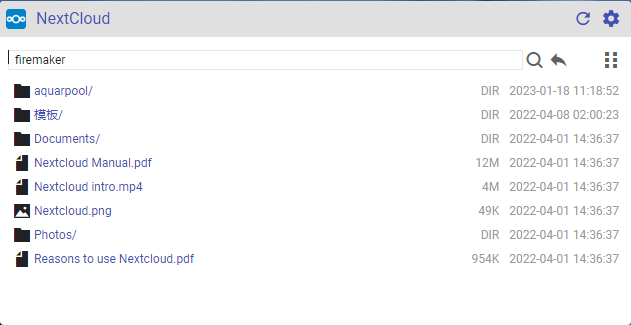 NextCloud
firemaker
aquarpool/ DIR 2023-01-18 11:18:52
模板/ DIR 2022-04-08 02:00:23
Documents/ DIR 2022-04-01 14:36:37
Nextcloud Manual.pdf 12M 2022-04-01 14:36:37
Nextcloud intro.mp4 4M 2022-04-01 14:36:37
Nextcloud.png 49K 2022-04-01 14:36:37
Photos/ DIR 2022-04-01 14:36:37
Reasons to use Nextcloud.pdf 954K 2022-04-01 14:36:37